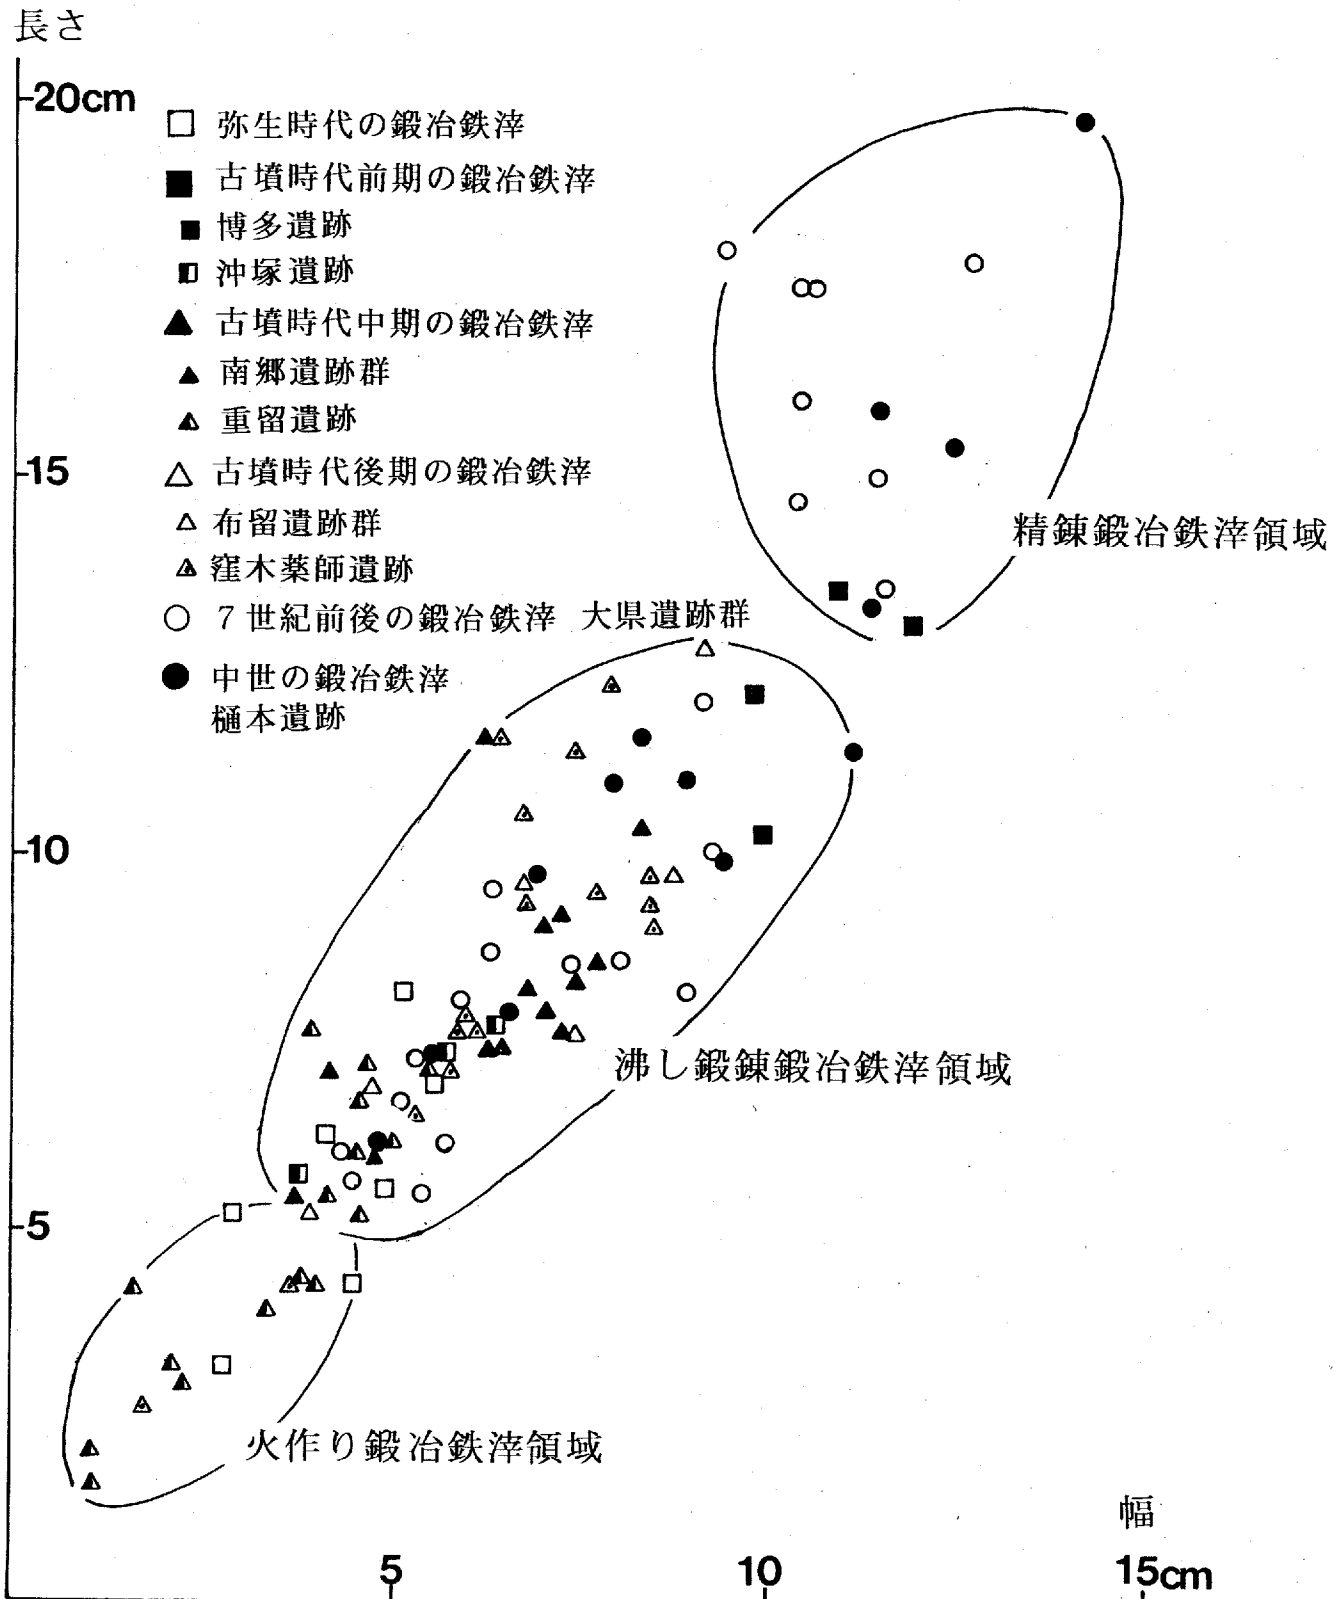 長さ
20cm
弥生時代の鍛冶鉄滓
古墳時代前期の鍛冶鉄滓
博多遺跡
沖塚遺跡
古墳時代中期の鍛冶鉄滓
南郷遺跡群
重留遺跡
15
古墳時代後期の鍛冶鉄滓
布留遺跡群
窪木薬師遺跡
精錬鍛冶鉄滓領域
7世紀前後の鍛冶鉄滓 大県遺跡群
中世の鍛冶鉄滓
樋本遺跡
10
沸し鍛錬鍛冶鉄滓領域
5
火作り鍛冶鉄滓領域
幅
5 10 15cm